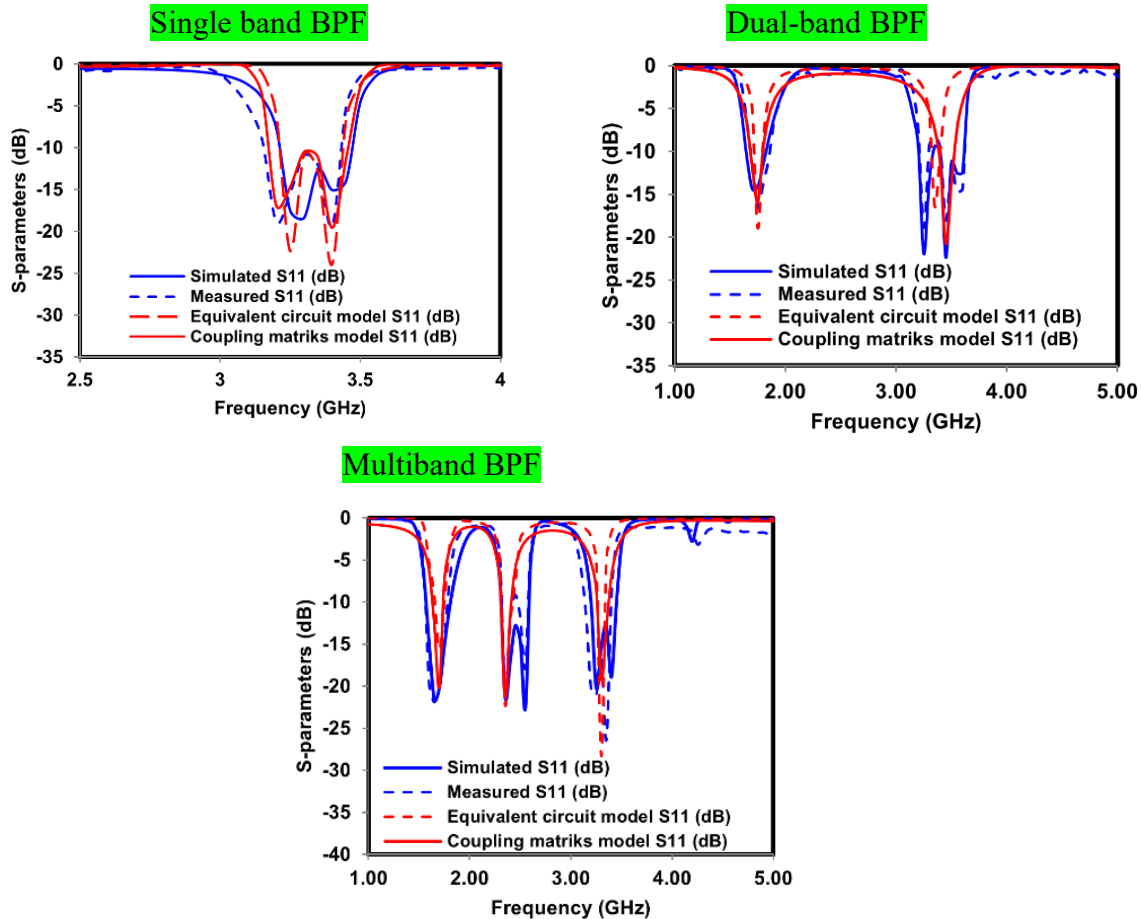 Single band BPF
0
-5
-10
-15
-20
-25
-30
-35
S-parameters (dB)
Simulated S11 (dB)
Measured S11 (dB)
Equivalent circuit model S11 (dB)
Coupling matriks model S11 (dB)
2.5 3 3.5 4
Frequency (GHz)
Dual-band BPF
0
-5
-10
-15
-20
-25
-30
-35
S-parameters (dB)
Simulated S11 (dB)
Measured S11 (dB)
Equivalent circuit model S11 (dB)
Coupling matriks model S11 (dB)
1.00 2.00 3.00 4.00 5.00
Frequency (GHz)
Multiband BPF
0
-5
-10
-15
-20
-25
-30
-35
-40
S-parameters (dB)
Simulated S11 (dB)
Measured S11 (dB)
Equivalent circuit model S11 (dB)
Coupling matriks model S11 (dB)
1.00 2.00 3.00 4.00 5.00
Frequency (GHz)